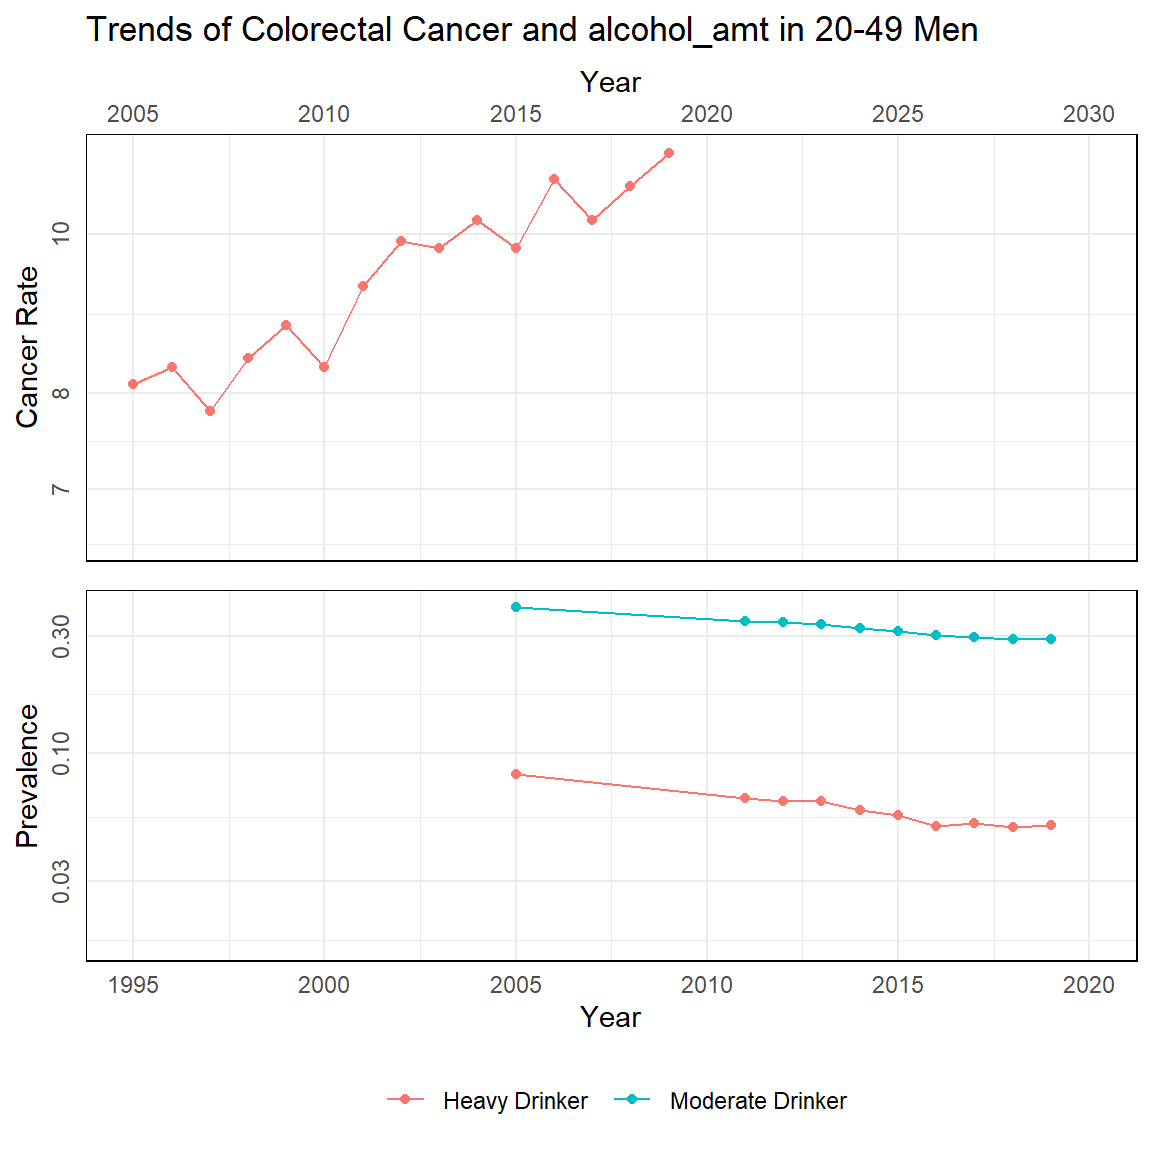 Trends of Colorectal Cancer and alcohol_amt in 20-49 Men
Year
2005 2010 2015 2020 2025 2030
Cancer Rate
10
8
7
Prevalence
0.30
0.10
0.03
1995 2000 2005 2010 2015 2020
Year
Heavy Drinker Moderate Drinker